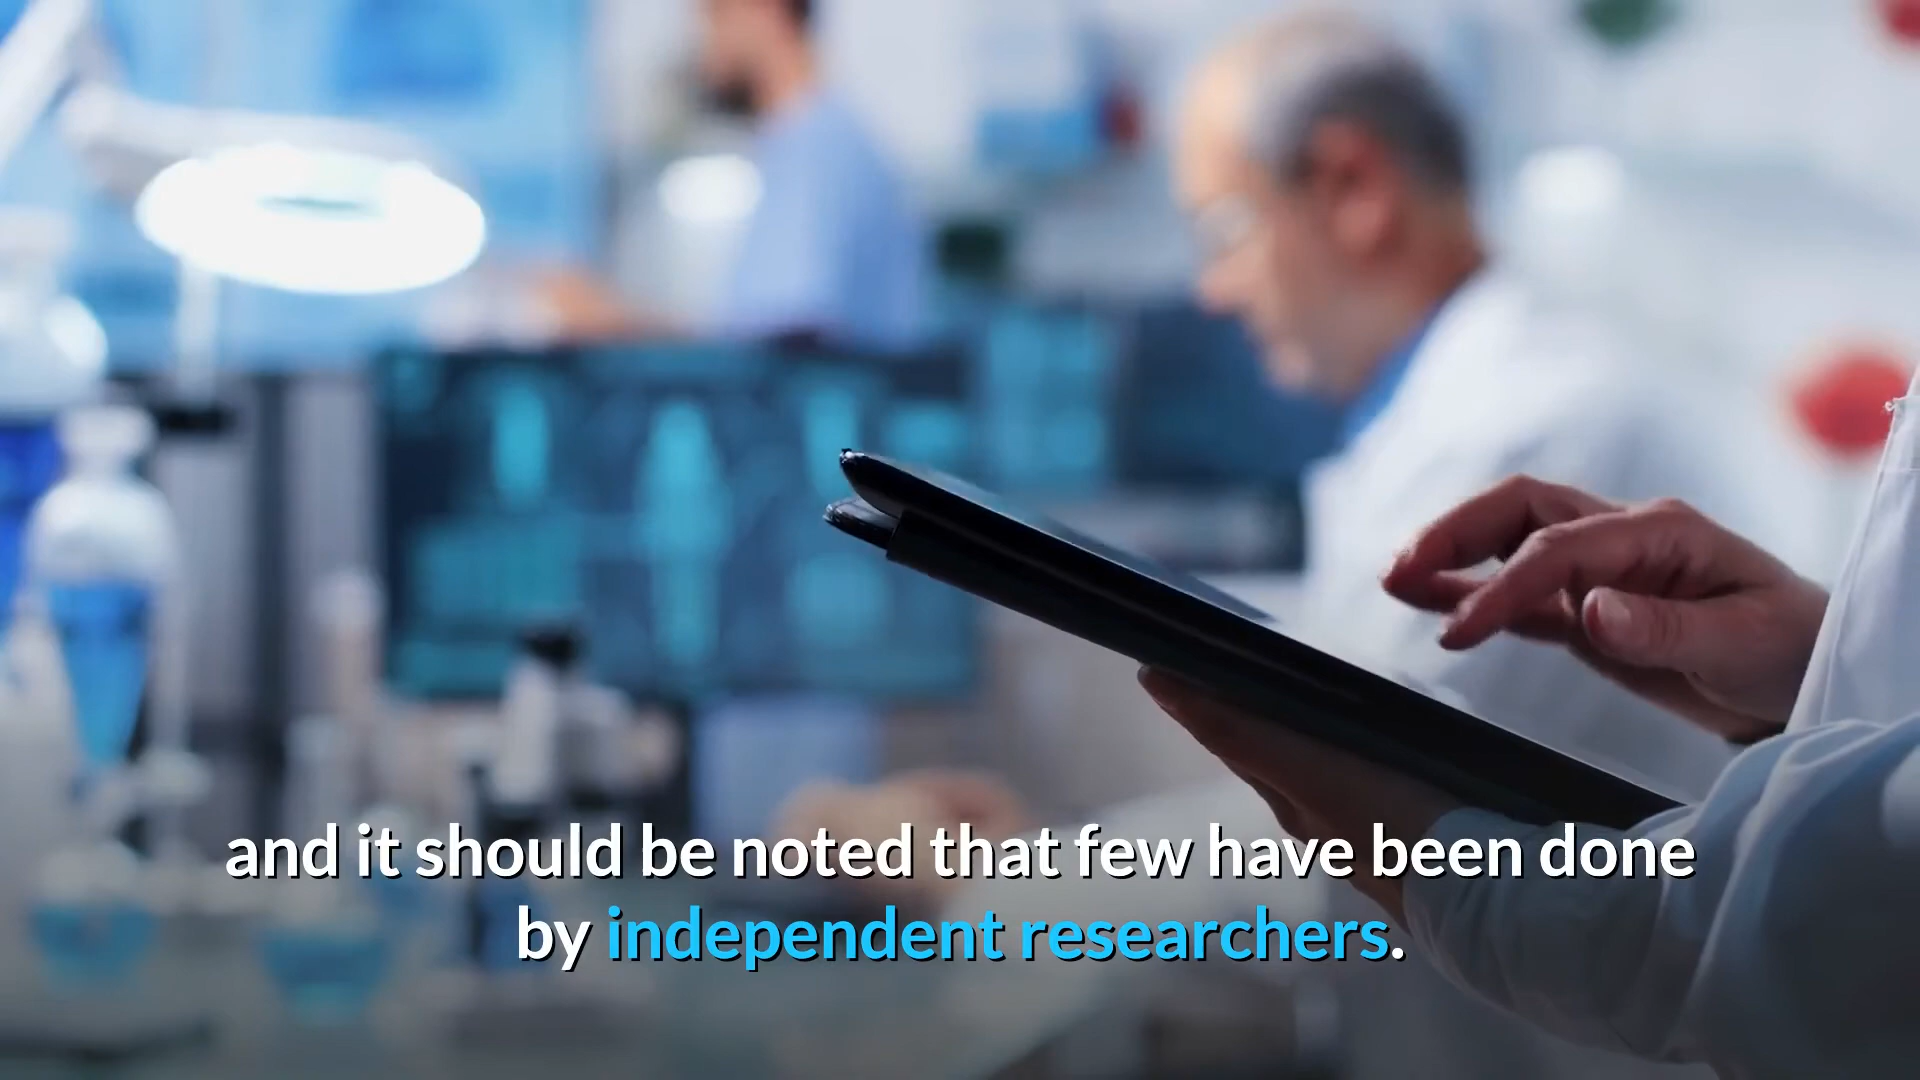 and it should be noted that few have been done
by independent researchers.